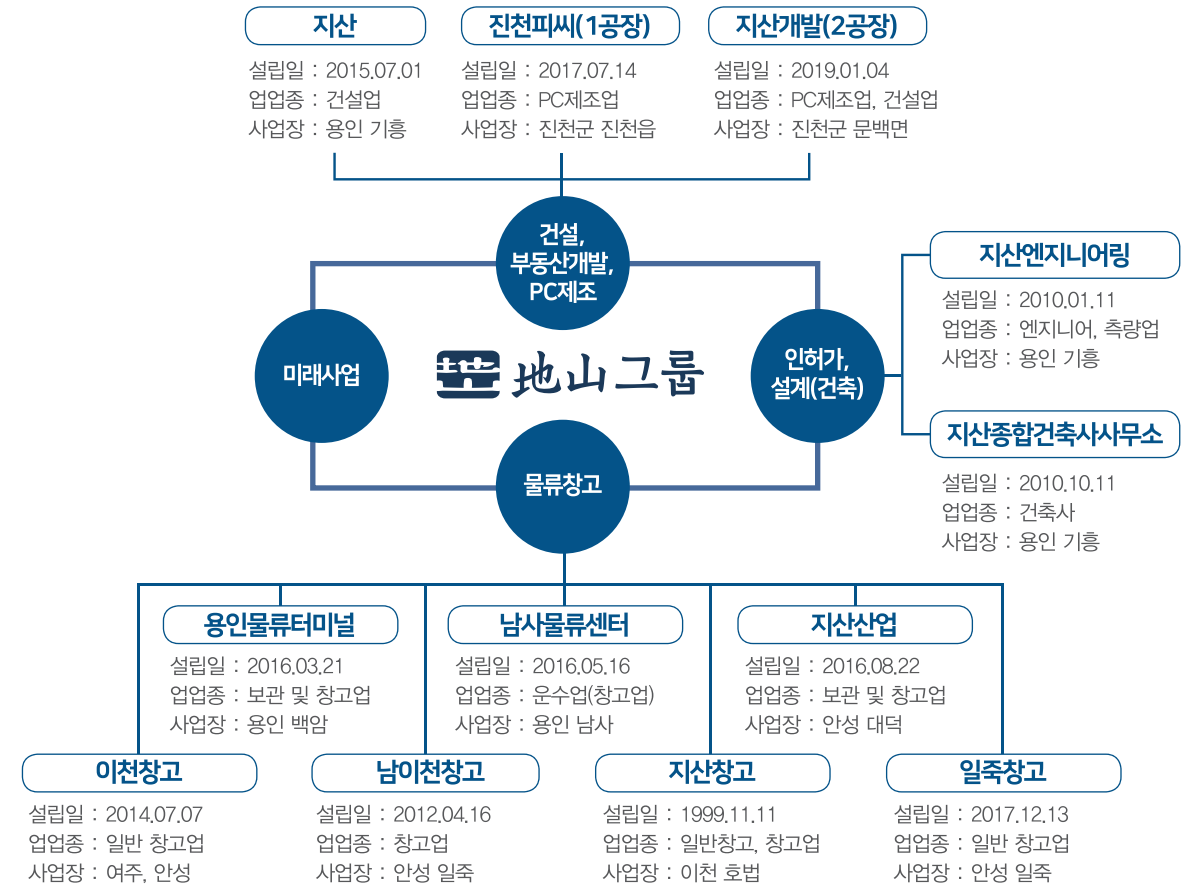 지산
설립일 : 2015.07.01
업업종 : 건설업
사업장 : 용인 기흥
진천피씨(1공장)
설립일 : 2017.07.14
업업종 : PC제조업
사업장 : 진천군 진천읍
지산개발(2공장)
설립일 : 2019.01.04
업업종 : PC제조업, 건설업
사업장 : 진천군 문백면
건설,
부동산개발,
PC제조
미래사업
地山그룹
인허가,
설계(건축)
물류창고
지산엔지니어링
설립일 : 2010.01.11
업업종 : 엔지니어, 측량업
사업장 : 용인 기흥
지산종합건축사사무소
설립일 : 2010.10.11
업업종 : 건축사
사업장 : 용인 기흥
용인물류터미널
설립일 : 2016.03.21
업업종 : 보관 및 창고업
사업장 : 용인 백암
남사물류센터
설립일 : 2016.05.16
업업종 : 운수업(창고업)
사업장 : 용인 남사
지산산업
설립일 : 2016.08.22
업업종 : 보관 및 창고업
사업장 : 안성 대덕
이천창고
설립일 : 2014.07.07
업업종 : 일반 창고업
사업장 : 여주, 안성
남이천창고
설립일 : 2012.04.16
업업종 : 창고업
사업장 : 안성 일죽
지산창고
설립일 : 1999.11.11
업업종 : 일반창고, 창고업
사업장 : 이천 호법
일죽창고
설립일 : 2017.12.13
업업종 : 일반 창고업
사업장 : 안성 일죽